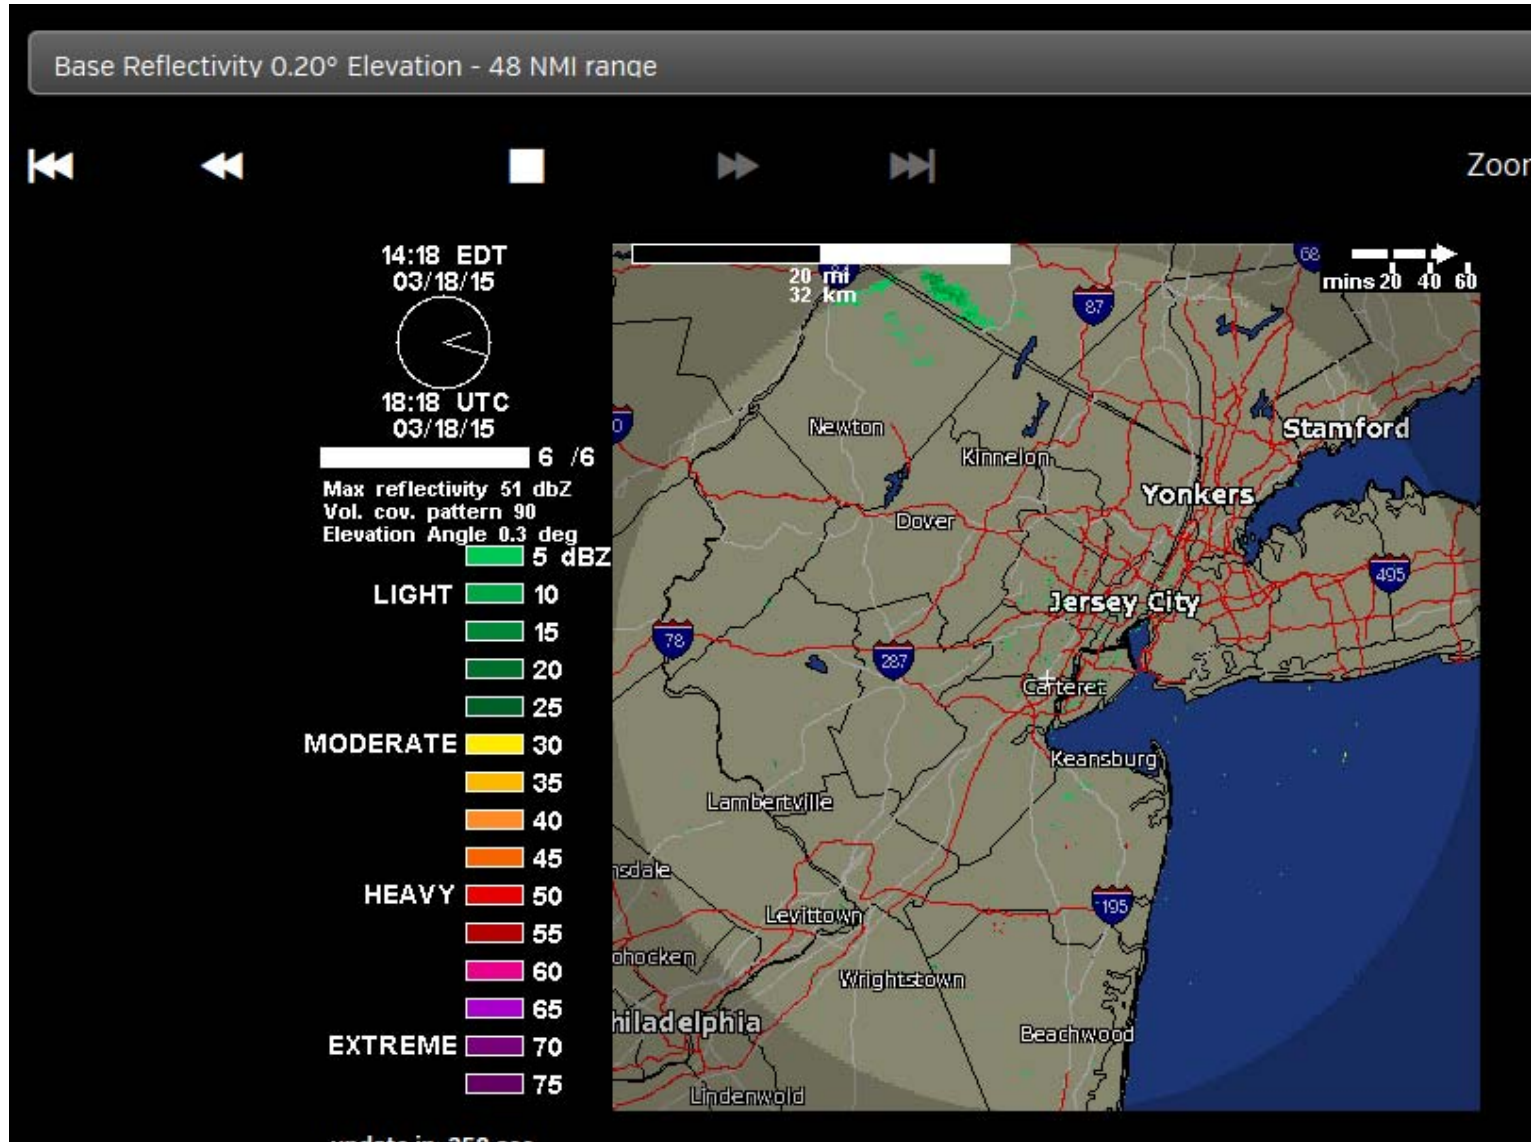 Base Reflectivity 0.20° Elevation - 48 NMI range
Zoor
14:18 EDT
03/18/15
18:18 UTC
03/18/15
6 /6
Max reflectivity 51 dbZ
Vol. cov. pattern 90
Elevation Angle 0.3 deg
5 dBZ
LIGHT 10
15
20
25
MODERATE 30
35
40
45
HEAVY 50
55
60
65
EXTREME 70
75
20 mi
32 km
84
68
mins 20 40 60
87
0
Newton
Stamford
Kinnelon
Yonkers
Dover
495
Jersey City
78
287
Carteret
Keansburg
Lambertville
nsdale
195
Levittown
ohocken
Wrightstown
hiladelphia
Beachwood
Lindenwold